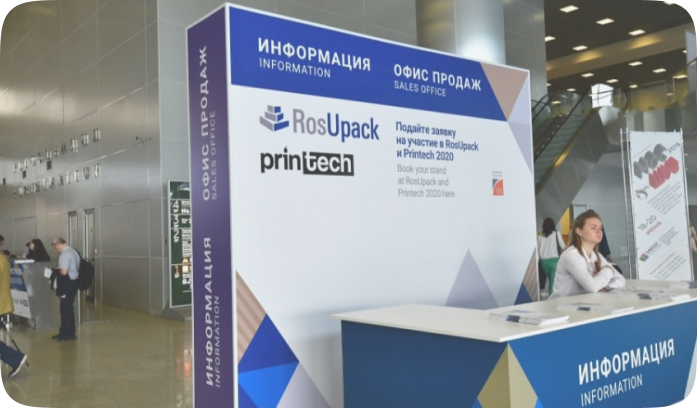 ИНФОРМАЦИЯ
INFORMATION
ОФИС ПРОДАЖ
SALES OFFICE
ОФИС ПРОДАЖ
SALES OFFICE
ИНФОРМАЦИЯ
INFORMATION
RosUpack
printech
Подайте заявку
на участие в RosUpack
и Printech 2020
Book your stand
at RosUpack and
Printech 2020 here
ИНФОРМАЦИЯ
INFORMATION